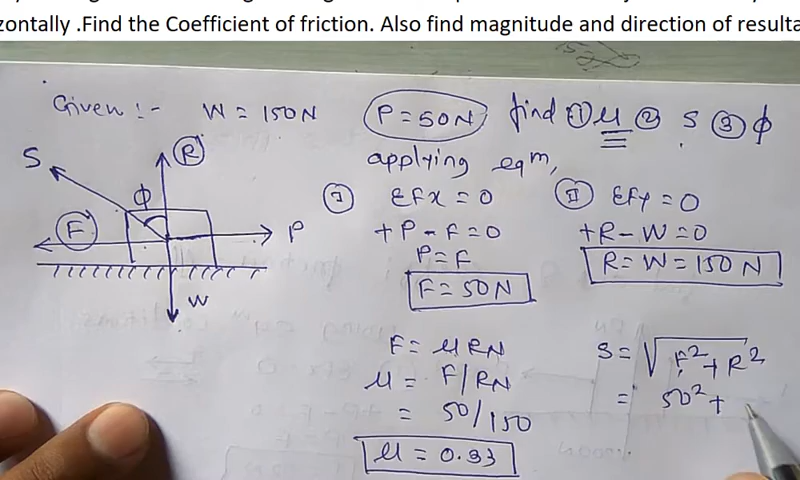 zontally .Find the Coefficient of friction. Also find magnitude and direction of resulta
Given :- W = 150N P = 50N find ① μ ② S ③ φ
applying eqm,
Ⓘ ΣFX = 0
+P - F = 0
P = F
F = 50N
Ⅱ ΣFY = 0
+R - W = 0
R = W = 150 N
S
R
φ
F
P
W
F = μ RN
μ = F/RN
= 50/150
μ = 0.33
S = √F² + R²
= 50² +